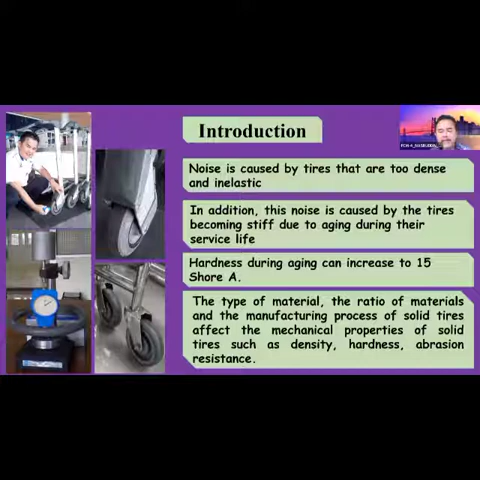 Introduction
Noise is caused by tires that are too dense
and inelastic
In addition, this noise is caused by the tires
becoming stiff due to aging during their
service life
Hardness during aging can increase to 15
Shore A.
The type of material, the ratio of materials
and the manufacturing process of solid tires
affect the mechanical properties of solid
tires such as density, hardness, abrasion
resistance.